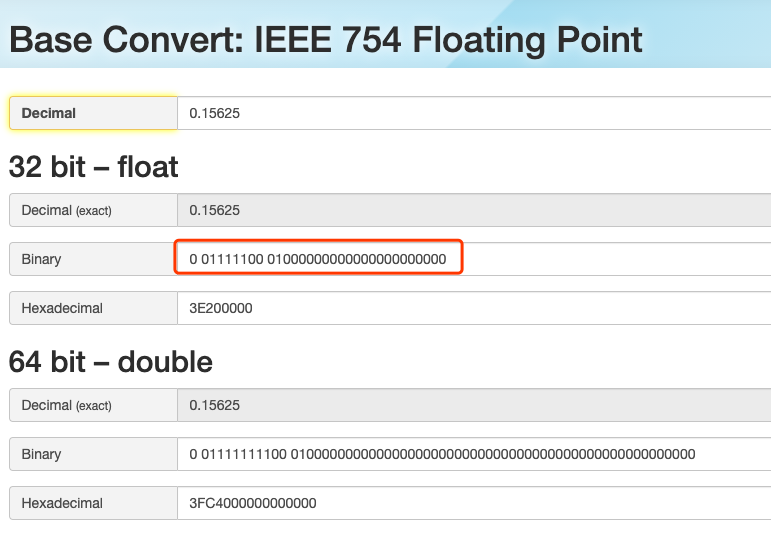 Base Convert: IEEE 754 Floating Point
Decimal 0.15625
32 bit – float
Decimal (exact) 0.15625
Binary 0 01111100 01000000000000000000000
Hexadecimal 3E200000
64 bit – double
Decimal (exact) 0.15625
Binary 0 01111111100 0100000000000000000000000000000000000000000000000000
Hexadecimal 3FC4000000000000